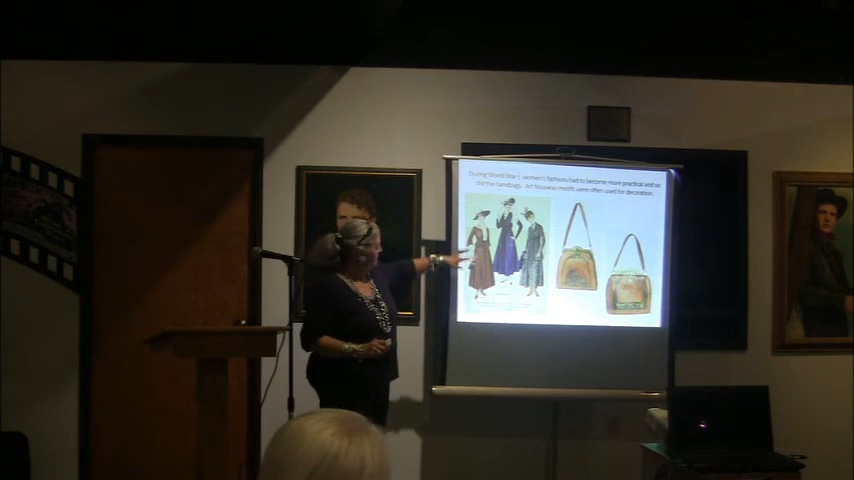 During World War I, women's fashions had to become more practical and so
did the handbags. Art Nouveau motifs were often used for decoration.